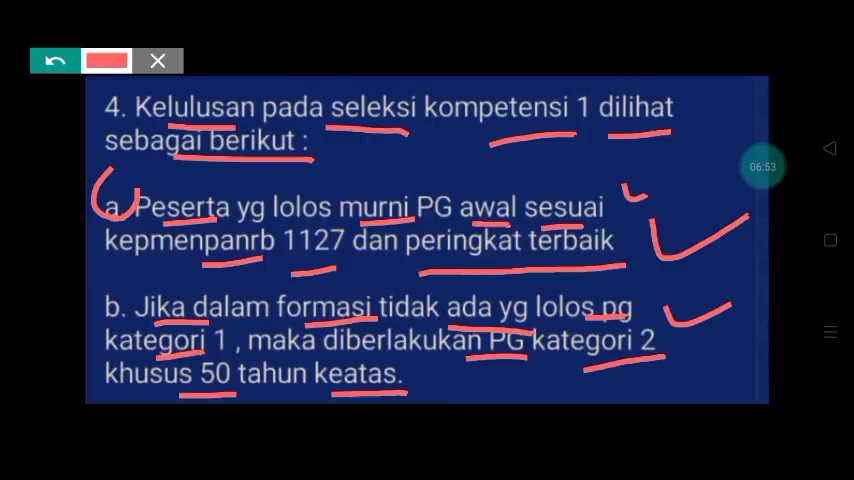 4. Kelulusan pada seleksi kompetensi 1 dilihat
sebagai berikut :
a. Peserta yg lolos murni PG awal sesuai
kepmenpanrb 1127 dan peringkat terbaik
b. Jika dalam formasi tidak ada yg lolos pg
kategori 1 , maka diberlakukan PG kategori 2
khusus 50 tahun keatas.
06:53